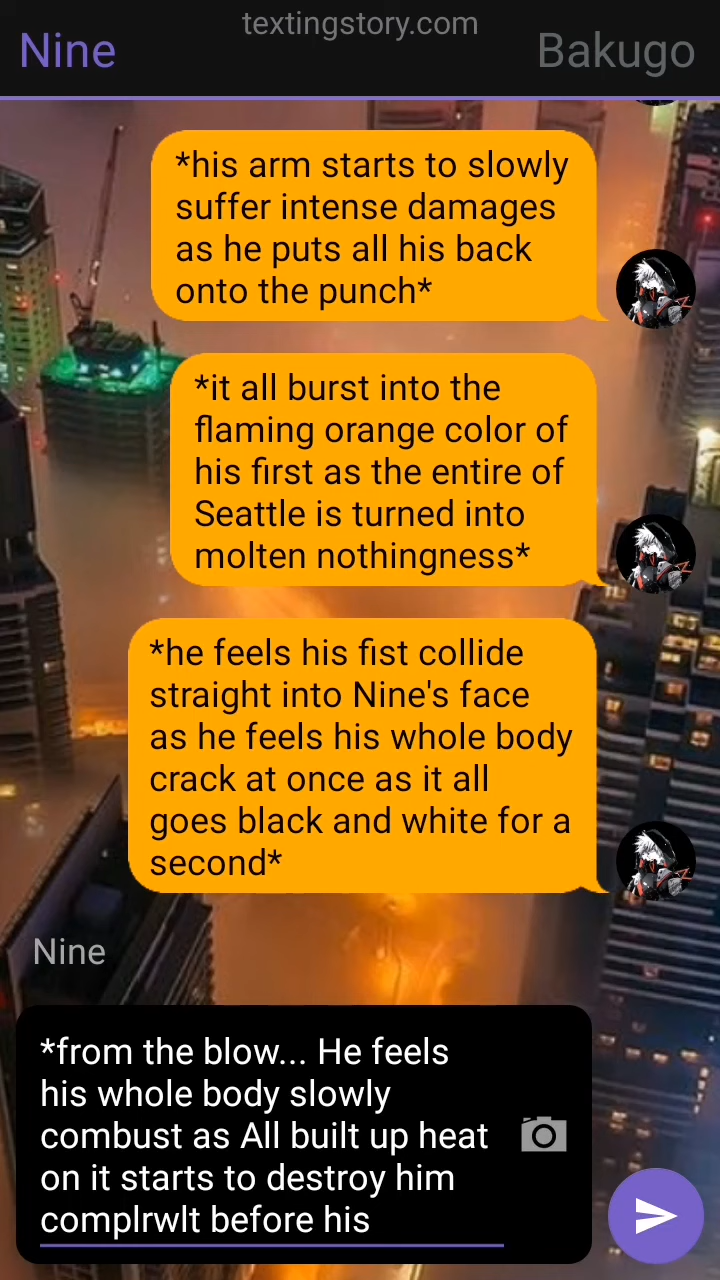 textingstory.com
Nine
Bakugo
*his arm starts to slowly
suffer intense damages
as he puts all his back
onto the punch*
*it all burst into the
flaming orange color of
his first as the entire of
Seattle is turned into
molten nothingness*
*he feels his fist collide
straight into Nine's face
as he feels his whole body
crack at once as it all
goes black and white for a
second*
Nine
*from the blow... He feels
his whole body slowly
combust as All built up heat
on it starts to destroy him
complrwlt before his